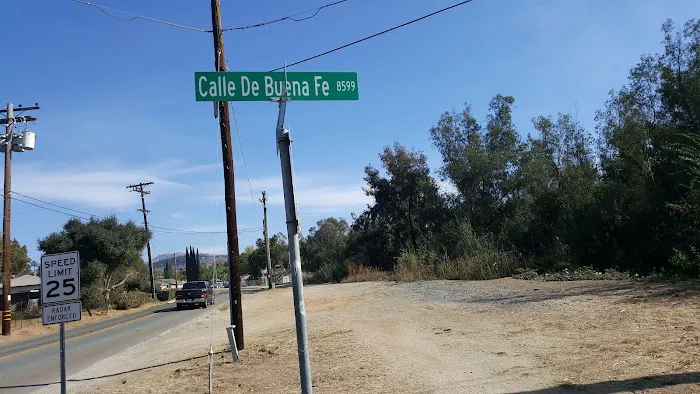 Calle De Buena Fe 8599
SPEED
LIMIT
25
RADAR
ENFORCED